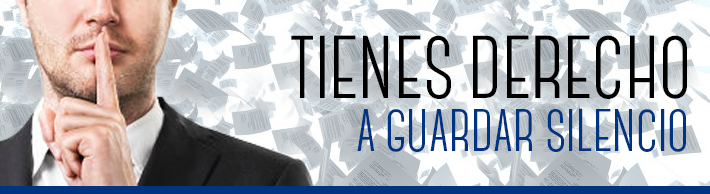 TIENES DERECHO
A GUARDAR SILENCIO